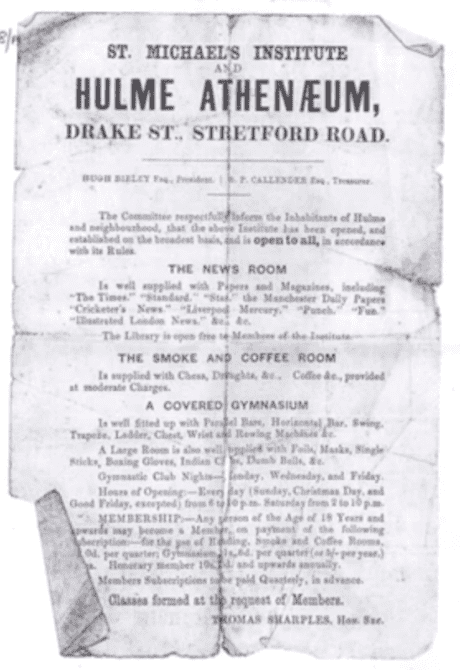 ST. MICHAEL'S INSTITUTE
AND
HULME ATHENÆUM,
DRAKE ST., STRETFORD ROAD.
HUGH BIRLEY Esq., President. P. CALLENDER Esq., Treasurer.
The Committee respectfully inform the Inhabitants of Hulme
and neighbourhood, that the above Institute has been opened, and
established on the broadest basis, and is open to all, in accordance
with its Rules.
THE NEWS ROOM
Is well supplied with Papers and Magazines, including
"The Times." "Standard." "Star." the Manchester Daily Papers
"Cricketer's News." "Liverpool Mercury." "Punch." "Fun."
"Illustrated London News." &c. &c.
The Library is open free to Members of the Institute.
THE SMOKE AND COFFEE ROOM
Is supplied with Chess, Draughts, &c., Coffee &c., provided
at moderate Charges.
A COVERED GYMNASIUM
Is well fitted up with Parallel Bars, Horizontal Bar, Swing,
Trapeze, Ladder, Chest, Wrist and Rowing Machines &c.
A Large Room is also well supplied with Foils, Masks, Single
Sticks, Boxing Gloves, Indian Clubs, Dumb Bells, &c.
Gymnastic Club Nights—Monday, Wednesday, and Friday.
Hours of Opening:—Every day (Sunday, Christmas Day, and
Good Friday, excepted) from 6 to 10 p.m. Saturday from 2 to 10 p.m.
MEMBERSHIP:—Any person of the Age of 18 Years and
upwards may become a Member, on payment of the following
subscription:—for the use of Reading, Smoke and Coffee Rooms,
per quarter; Gymnasium, per quarter (or 5/- per year.)
Honorary member and upwards annually.
Members Subscriptions to be paid Quarterly, in advance.
Classes formed at the request of Members.
THOMAS SHARPLES, Hon. Sec.